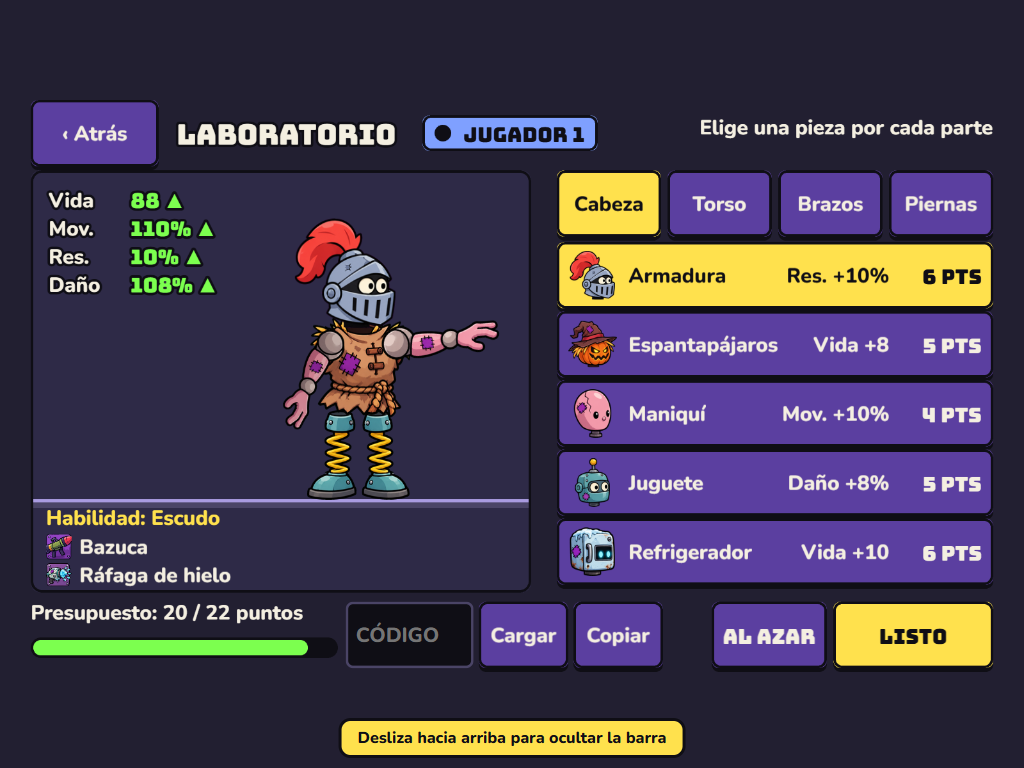 ‹ Atrás
LABORATORIO
JUGADOR 1
Elige una pieza por cada parte
Vida 88 ▲
Mov. 110% ▲
Res. 10% ▲
Daño 108% ▲
Habilidad: Escudo
Bazuca
Ráfaga de hielo
Cabeza
Torso
Brazos
Piernas
Armadura Res. +10% 6 PTS
Espantapájaros Vida +8 5 PTS
Maniquí Mov. +10% 4 PTS
Juguete Daño +8% 5 PTS
Refrigerador Vida +10 6 PTS
Presupuesto: 20 / 22 puntos
CÓDIGO
Cargar
Copiar
AL AZAR
LISTO
Desliza hacia arriba para ocultar la barra